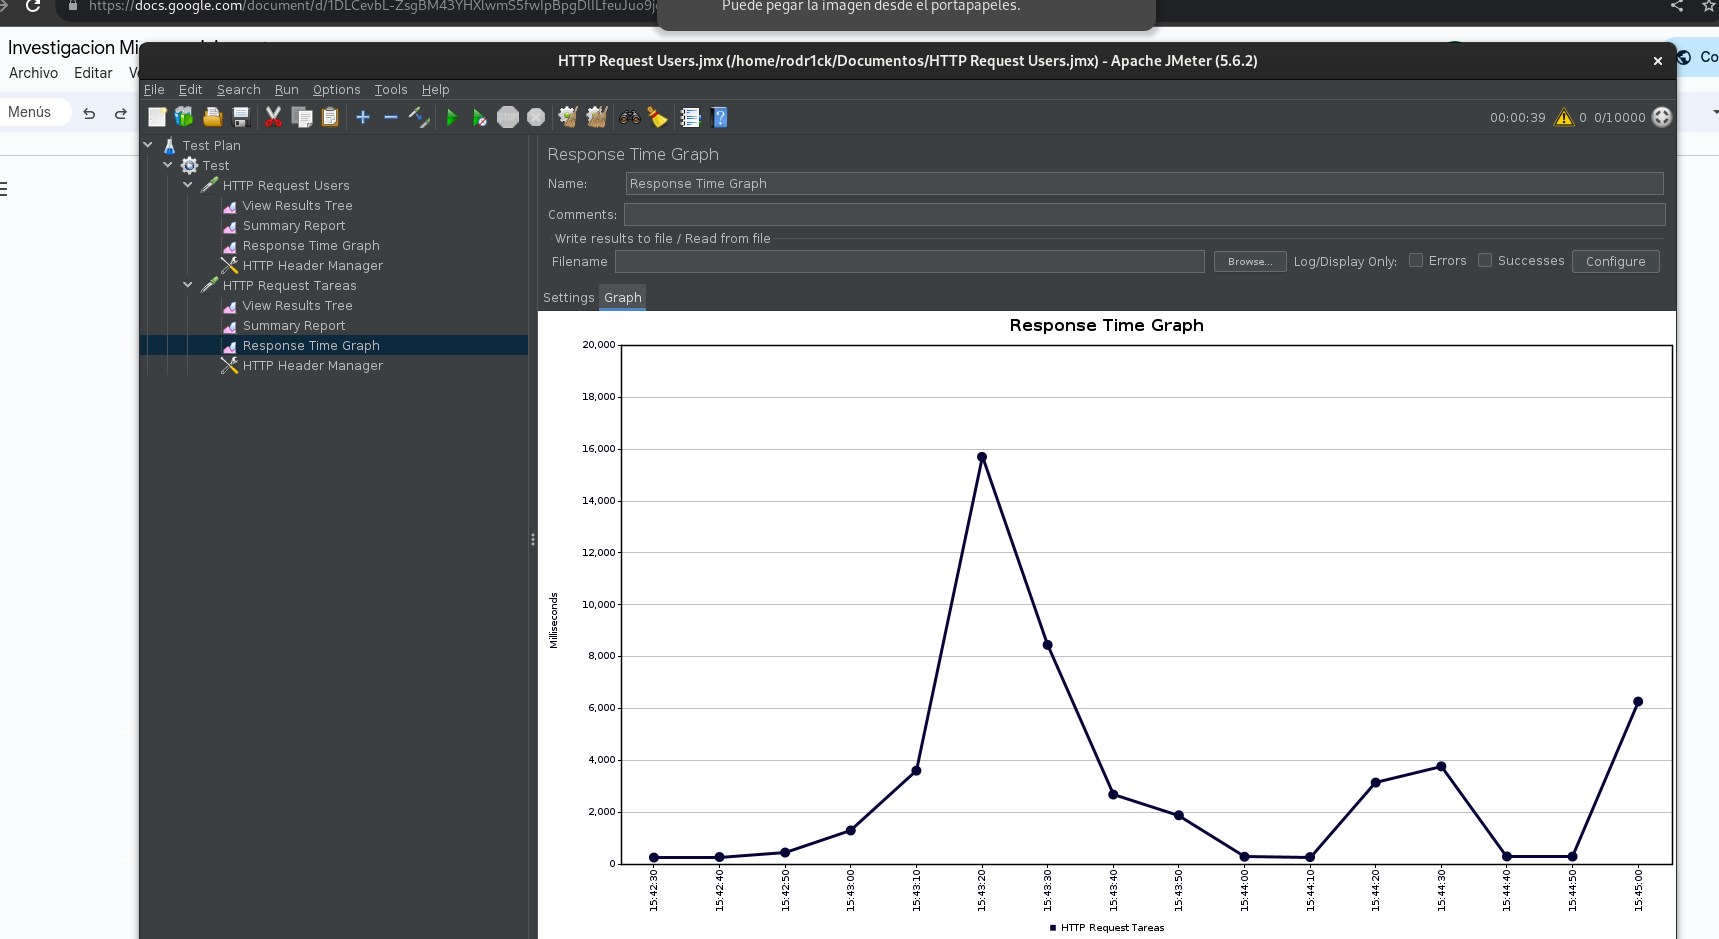 https://docs.google.com/document/d/1DLCevbL-ZsgBM43YHXlwmS5fwIpBpgDlILfeuJuo9j
Puede pegar la imagen desde el portapapeles.
Investigacion Mi
Archivo Editar V
Menús
Co
HTTP Request Users.jmx (/home/rodr1ck/Documentos/HTTP Request Users.jmx) - Apache JMeter (5.6.2)
File Edit Search Run Options Tools Help
00:00:39 0 0/10000
Test Plan
Test
HTTP Request Users
View Results Tree
Summary Report
Response Time Graph
HTTP Header Manager
HTTP Request Tareas
View Results Tree
Summary Report
Response Time Graph
HTTP Header Manager
Response Time Graph
Name: Response Time Graph
Comments:
Write results to file / Read from file
Filename Browse... Log/Display Only: Errors Successes Configure
Settings Graph
Response Time Graph
20,000
18,000
16,000
14,000
12,000
10,000
8,000
6,000
4,000
2,000
0
Milliseconds
15:42:30
15:42:40
15:42:50
15:43:00
15:43:10
15:43:20
15:43:30
15:43:40
15:43:50
15:44:00
15:44:10
15:44:20
15:44:30
15:44:40
15:44:50
15:45:00
HTTP Request Tareas